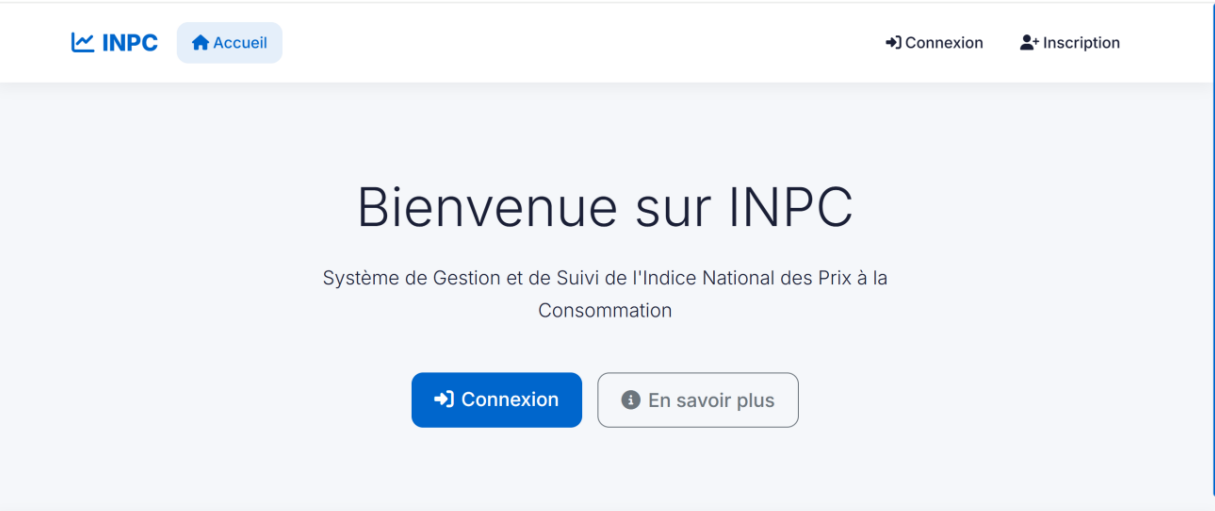 INPC
Accueil
Connexion
Inscription
Bienvenue sur INPC
Système de Gestion et de Suivi de l'Indice National des Prix à la
Consommation
Connexion
En savoir plus